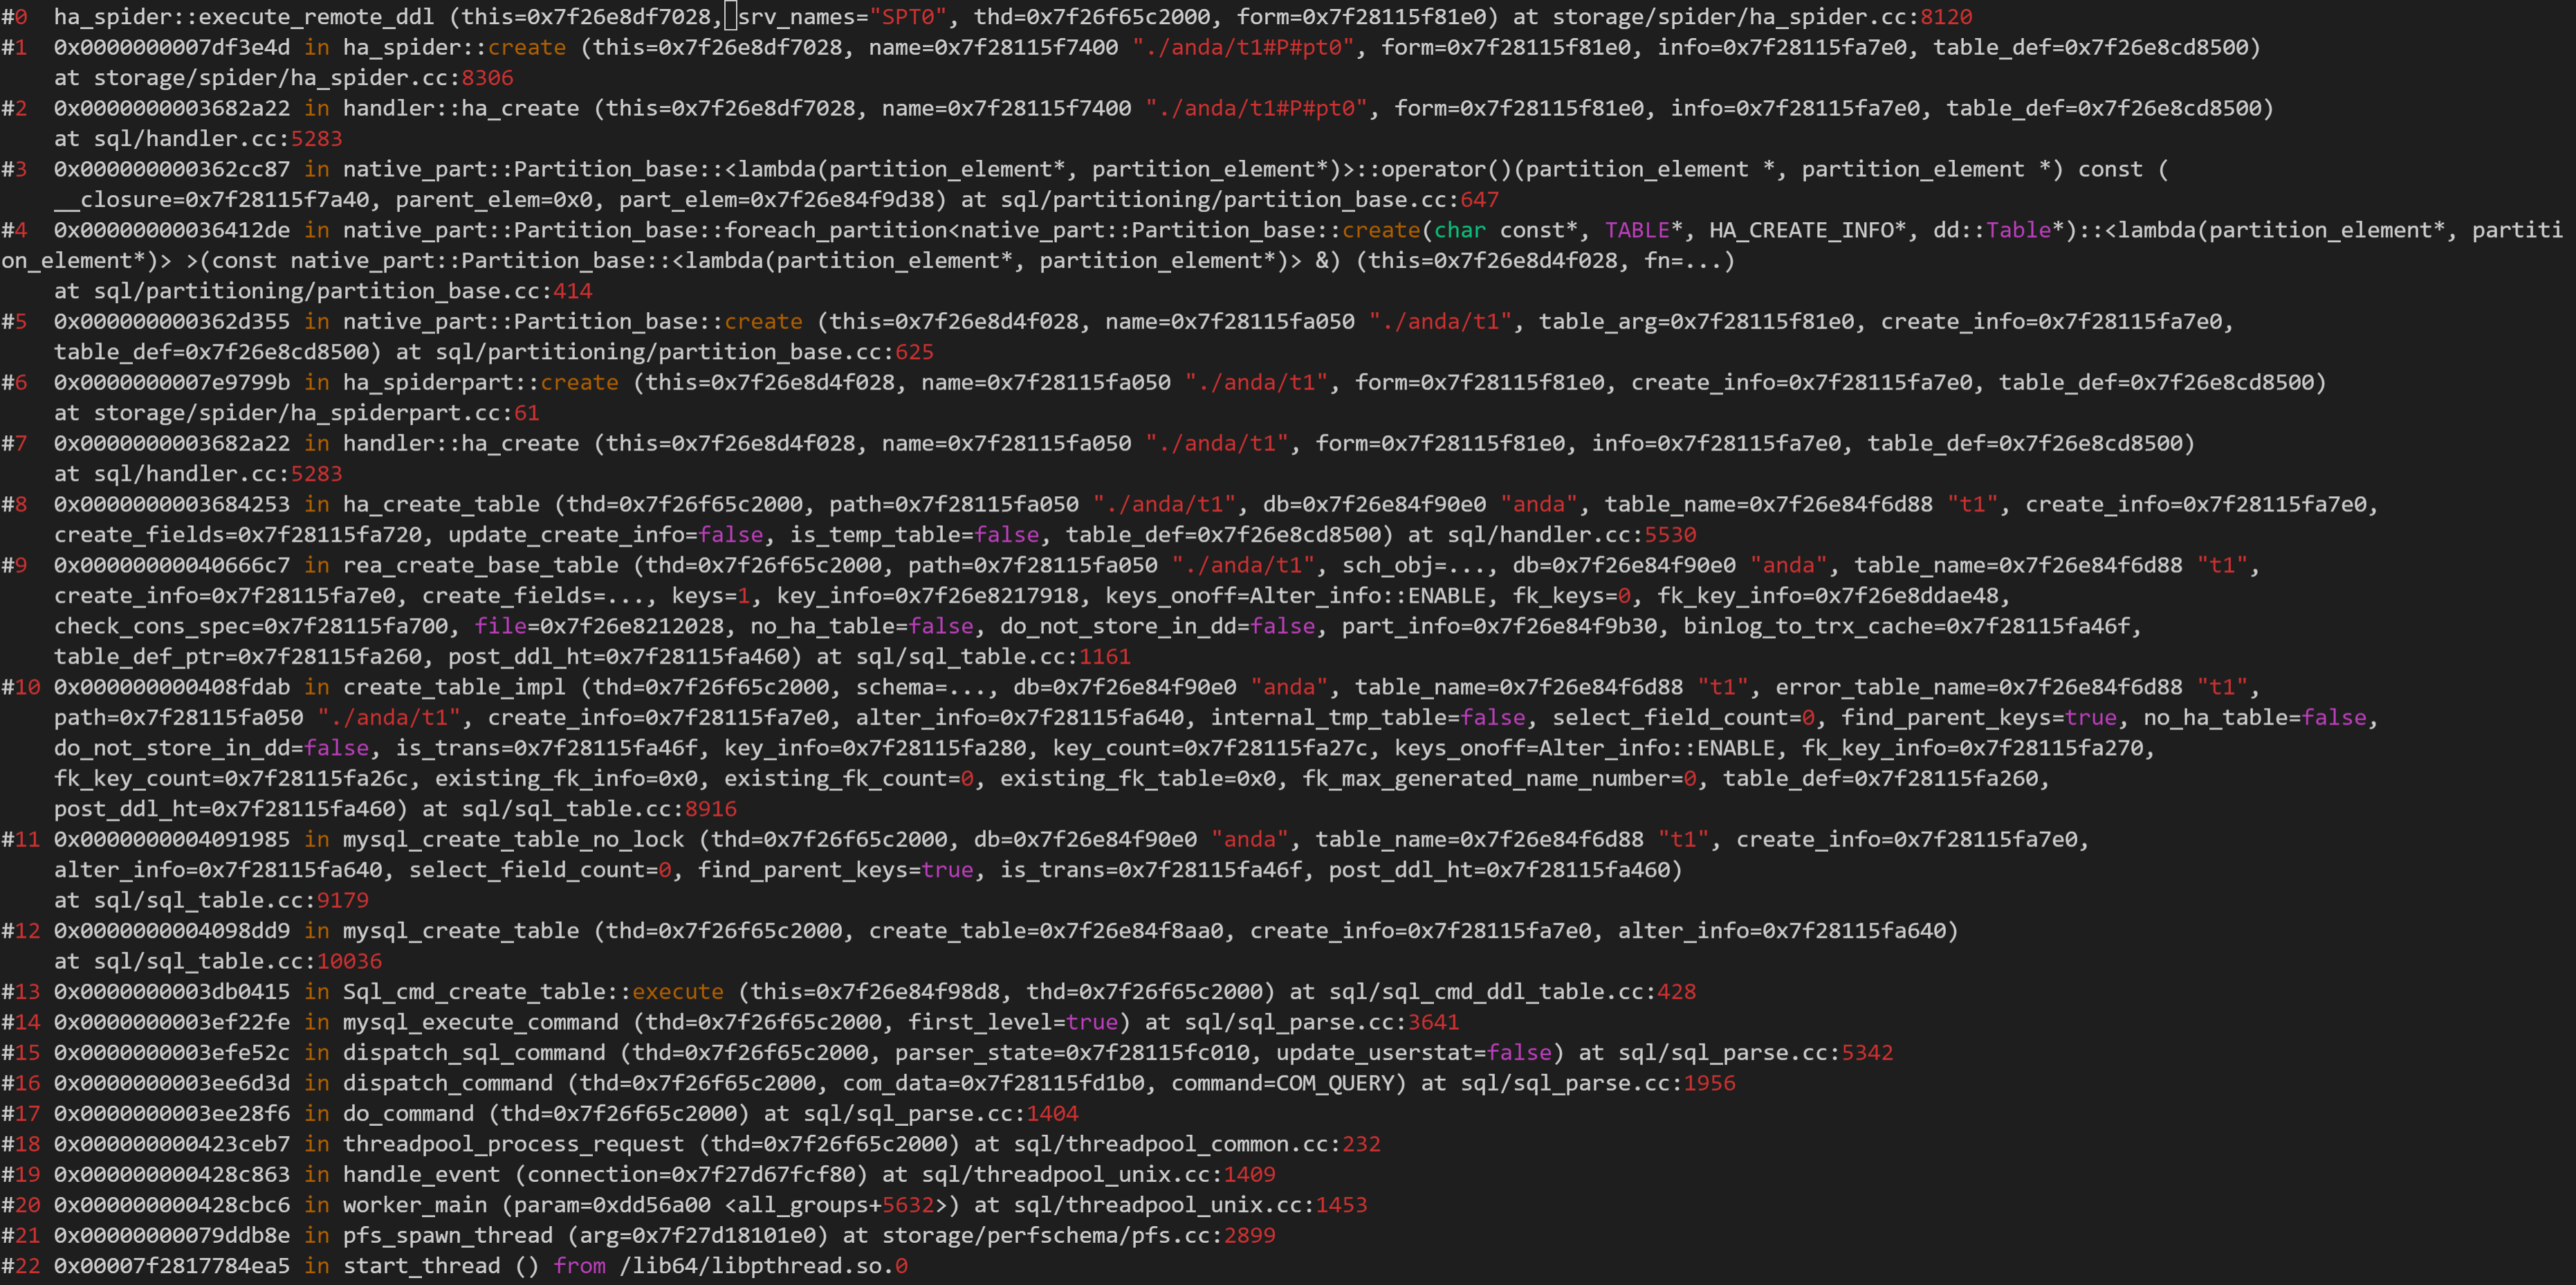 #0  ha_spider::execute_remote_ddl (this=0x7f26e8df7028, srv_names="SPT0", thd=0x7f26f65c2000, form=0x7f28115f81e0) at storage/spider/ha_spider.cc:8120
#1  0x0000000007df3e4d in ha_spider::create (this=0x7f26e8df7028, name=0x7f28115f7400 "./anda/t1#P#pt0", form=0x7f28115f81e0, info=0x7f28115fa7e0, table_def=0x7f26e8cd8500)
    at storage/spider/ha_spider.cc:8306
#2  0x0000000003682a22 in handler::ha_create (this=0x7f26e8df7028, name=0x7f28115f7400 "./anda/t1#P#pt0", form=0x7f28115f81e0, info=0x7f28115fa7e0, table_def=0x7f26e8cd8500)
    at sql/handler.cc:5283
#3  0x000000000362cc87 in native_part::Partition_base::<lambda(partition_element*, partition_element*)>::operator()(partition_element *, partition_element *) const (
    __closure=0x7f28115f7a40, parent_elem=0x0, part_elem=0x7f26e84f9d38) at sql/partitioning/partition_base.cc:647
#4  0x00000000036412de in native_part::Partition_base::foreach_partition<native_part::Partition_base::create(char const*, TABLE*, HA_CREATE_INFO*, dd::Table*)::<lambda(partition_element*, partiti
on_element*)> >(const native_part::Partition_base::<lambda(partition_element*, partition_element*)> &) (this=0x7f26e8d4f028, fn=...)
    at sql/partitioning/partition_base.cc:414
#5  0x000000000362d355 in native_part::Partition_base::create (this=0x7f26e8d4f028, name=0x7f28115fa050 "./anda/t1", table_arg=0x7f28115f81e0, create_info=0x7f28115fa7e0,
    table_def=0x7f26e8cd8500) at sql/partitioning/partition_base.cc:625
#6  0x0000000007e9799b in ha_spiderpart::create (this=0x7f26e8d4f028, name=0x7f28115fa050 "./anda/t1", form=0x7f28115f81e0, create_info=0x7f28115fa7e0, table_def=0x7f26e8cd8500)
    at storage/spider/ha_spiderpart.cc:61
#7  0x0000000003682a22 in handler::ha_create (this=0x7f26e8d4f028, name=0x7f28115fa050 "./anda/t1", form=0x7f28115f81e0, info=0x7f28115fa7e0, table_def=0x7f26e8cd8500)
    at sql/handler.cc:5283
#8  0x0000000003684253 in ha_create_table (thd=0x7f26f65c2000, path=0x7f28115fa050 "./anda/t1", db=0x7f26e84f90e0 "anda", table_name=0x7f26e84f6d88 "t1", create_info=0x7f28115fa7e0,
    create_fields=0x7f28115fa720, update_create_info=false, is_temp_table=false, table_def=0x7f26e8cd8500) at sql/handler.cc:5530
#9  0x00000000040666c7 in rea_create_base_table (thd=0x7f26f65c2000, path=0x7f28115fa050 "./anda/t1", sch_obj=..., db=0x7f26e84f90e0 "anda", table_name=0x7f26e84f6d88 "t1",
    create_info=0x7f28115fa7e0, create_fields=..., keys=1, key_info=0x7f26e8217918, keys_onoff=Alter_info::ENABLE, fk_keys=0, fk_key_info=0x7f26e8ddae48,
    check_cons_spec=0x7f28115fa700, file=0x7f26e8212028, no_ha_table=false, do_not_store_in_dd=false, part_info=0x7f26e84f9b30, binlog_to_trx_cache=0x7f28115fa46f,
    table_def_ptr=0x7f28115fa260, post_ddl_ht=0x7f28115fa460) at sql/sql_table.cc:1161
#10 0x000000000408fdab in create_table_impl (thd=0x7f26f65c2000, schema=..., db=0x7f26e84f90e0 "anda", table_name=0x7f26e84f6d88 "t1", error_table_name=0x7f26e84f6d88 "t1",
    path=0x7f28115fa050 "./anda/t1", create_info=0x7f28115fa7e0, alter_info=0x7f28115fa640, internal_tmp_table=false, select_field_count=0, find_parent_keys=true, no_ha_table=false,
    do_not_store_in_dd=false, is_trans=0x7f28115fa46f, key_info=0x7f28115fa280, key_count=0x7f28115fa27c, keys_onoff=Alter_info::ENABLE, fk_key_info=0x7f28115fa270,
    fk_key_count=0x7f28115fa26c, existing_fk_info=0x0, existing_fk_count=0, existing_fk_table=0x0, fk_max_generated_name_number=0, table_def=0x7f28115fa260,
    post_ddl_ht=0x7f28115fa460) at sql/sql_table.cc:8916
#11 0x0000000004091985 in mysql_create_table_no_lock (thd=0x7f26f65c2000, db=0x7f26e84f90e0 "anda", table_name=0x7f26e84f6d88 "t1", create_info=0x7f28115fa7e0,
    alter_info=0x7f28115fa640, select_field_count=0, find_parent_keys=true, is_trans=0x7f28115fa46f, post_ddl_ht=0x7f28115fa460)
    at sql/sql_table.cc:9179
#12 0x0000000004098dd9 in mysql_create_table (thd=0x7f26f65c2000, create_table=0x7f26e84f8aa0, create_info=0x7f28115fa7e0, alter_info=0x7f28115fa640)
    at sql/sql_table.cc:10036
#13 0x0000000003db0415 in Sql_cmd_create_table::execute (this=0x7f26e84f98d8, thd=0x7f26f65c2000) at sql/sql_cmd_ddl_table.cc:428
#14 0x0000000003ef22fe in mysql_execute_command (thd=0x7f26f65c2000, first_level=true) at sql/sql_parse.cc:3641
#15 0x0000000003efe52c in dispatch_sql_command (thd=0x7f26f65c2000, parser_state=0x7f28115fc010, update_userstat=false) at sql/sql_parse.cc:5342
#16 0x0000000003ee6d3d in dispatch_command (thd=0x7f26f65c2000, com_data=0x7f28115fd1b0, command=COM_QUERY) at sql/sql_parse.cc:1956
#17 0x0000000003ee28f6 in do_command (thd=0x7f26f65c2000) at sql/sql_parse.cc:1404
#18 0x000000000423ceb7 in threadpool_process_request (thd=0x7f26f65c2000) at sql/threadpool_common.cc:232
#19 0x000000000428c863 in handle_event (connection=0x7f27d67fcf80) at sql/threadpool_unix.cc:1409
#20 0x000000000428cbc6 in worker_main (param=0xdd56a00 <all_groups+5632>) at sql/threadpool_unix.cc:1453
#21 0x00000000079ddb8e in pfs_spawn_thread (arg=0x7f27d18101e0) at storage/perfschema/pfs.cc:2899
#22 0x00007f2817784ea5 in start_thread () from /lib64/libpthread.so.0